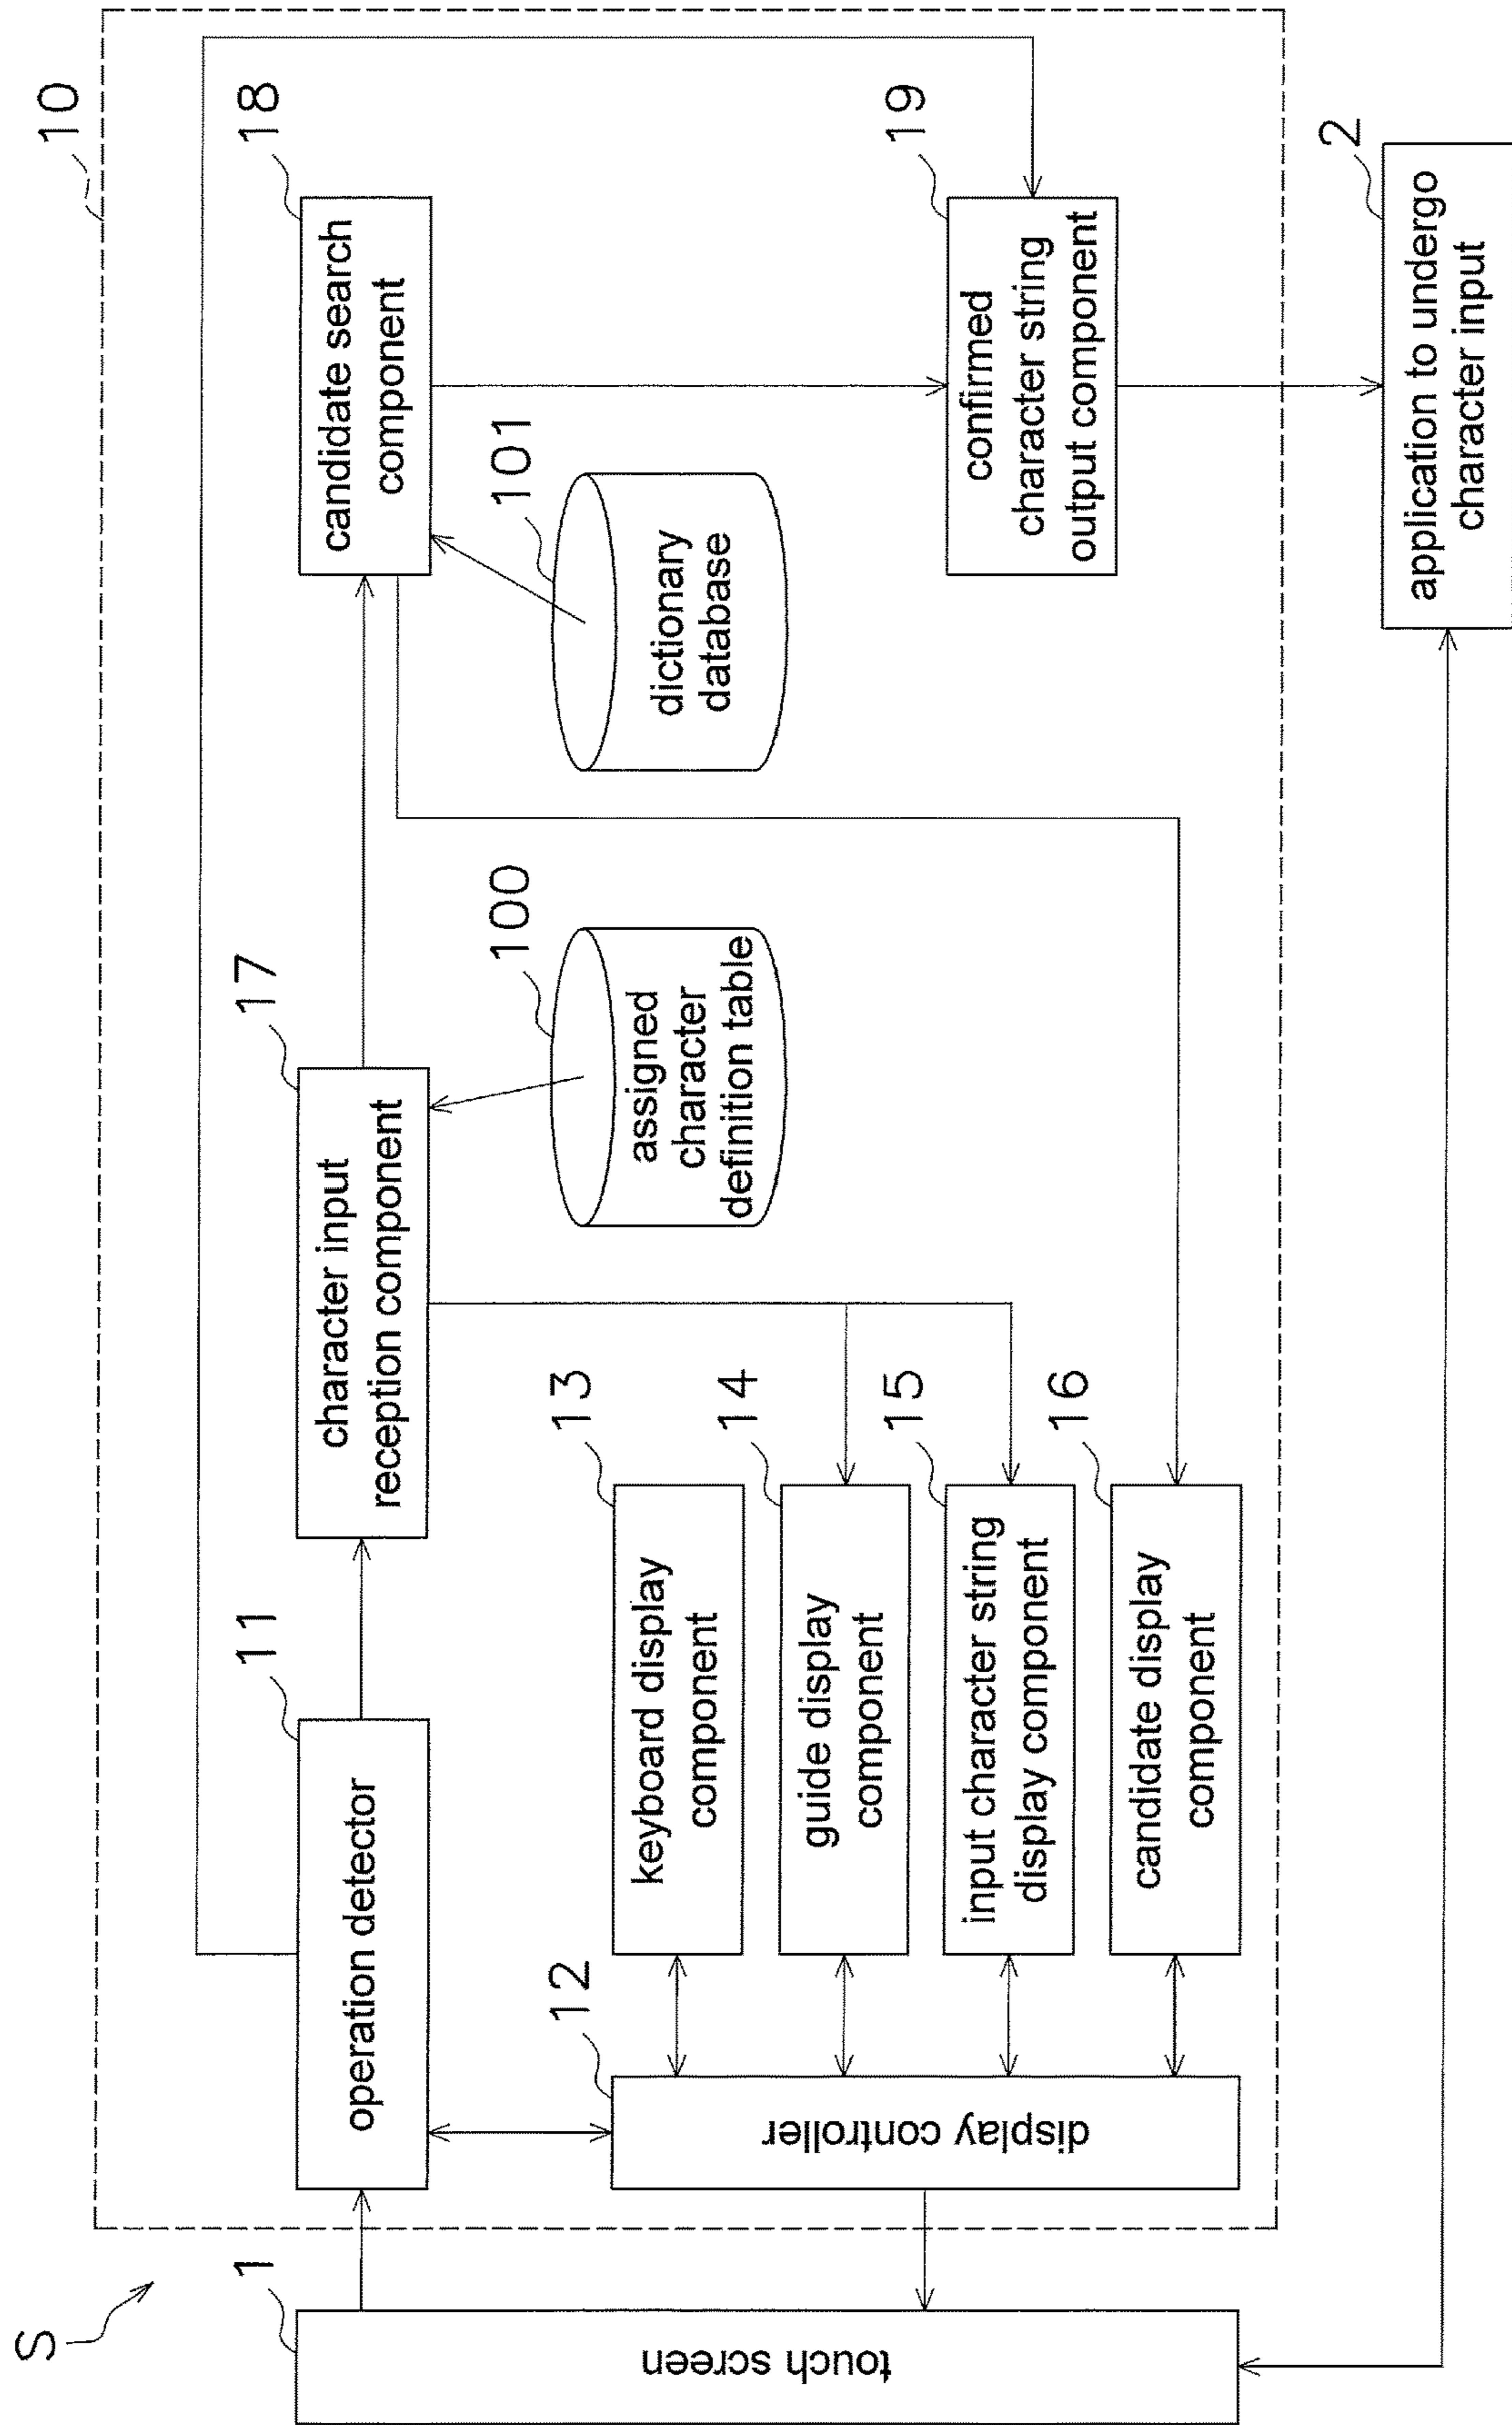 S
10
1
touch screen
11
operation detector
17
character input
reception component
18
candidate search
component
12
display controller
13
keyboard display
component
14
guide display
component
15
input character string
display component
16
candidate display
component
100
assigned
character
definition table
101
dictionary
database
19
confirmed
character string
output component
2
application to undergo
character input